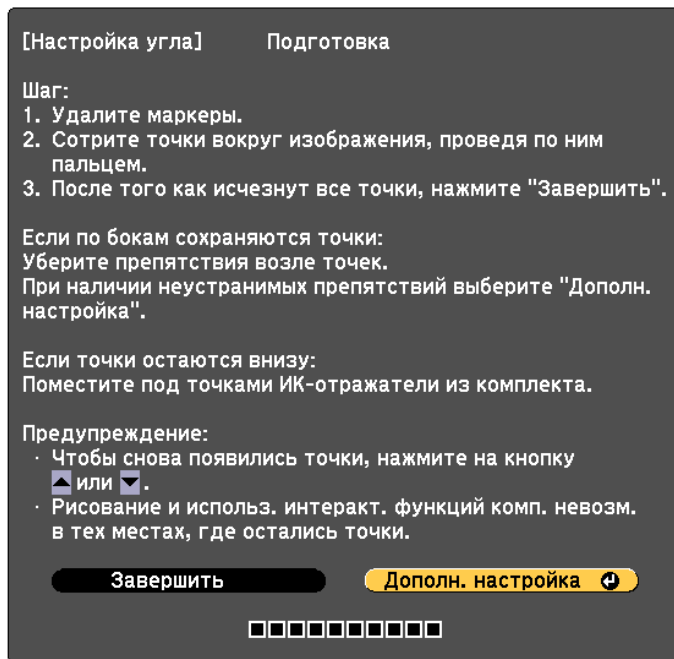 [Настройка угла] Подготовка
Шаг:
1. Удалите маркеры.
2. Сотрите точки вокруг изображения, проведя по ним
пальцем.
3. После того как исчезнут все точки, нажмите "Завершить".
Если по бокам сохраняются точки:
Уберите препятствия возле точек.
При наличии неустранимых препятствий выберите "Дополн.
настройка".
Если точки остаются внизу:
Поместите под точками ИК-отражатели из комплекта.
Предупреждение:
· Чтобы снова появились точки, нажмите на кнопку
▲ или ▼.
· Рисование и использ. интеракт. функций комп. невозм.
в тех местах, где остались точки.
Завершить Дополн. настройка